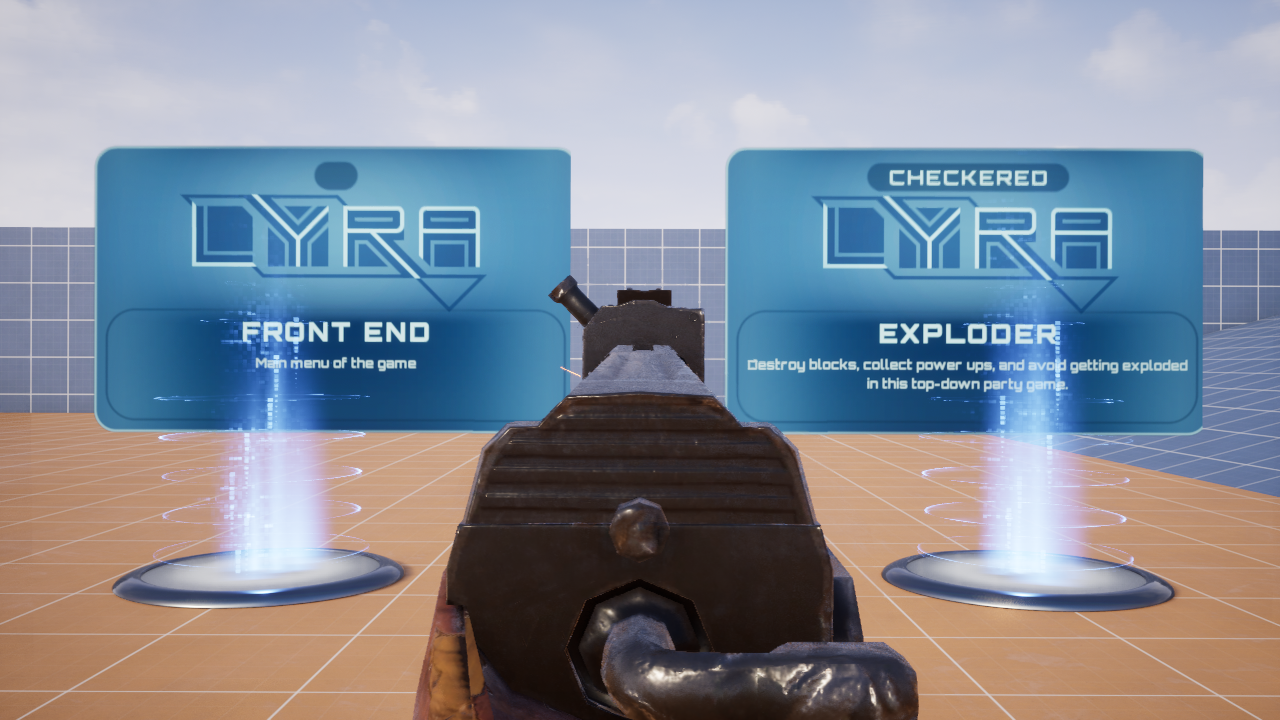 LYRA
FRONT END
Main menu of the game
CHECKERED
LYRA
EXPLODER
Destroy blocks, collect power ups, and avoid getting exploded
in this top-down party game.